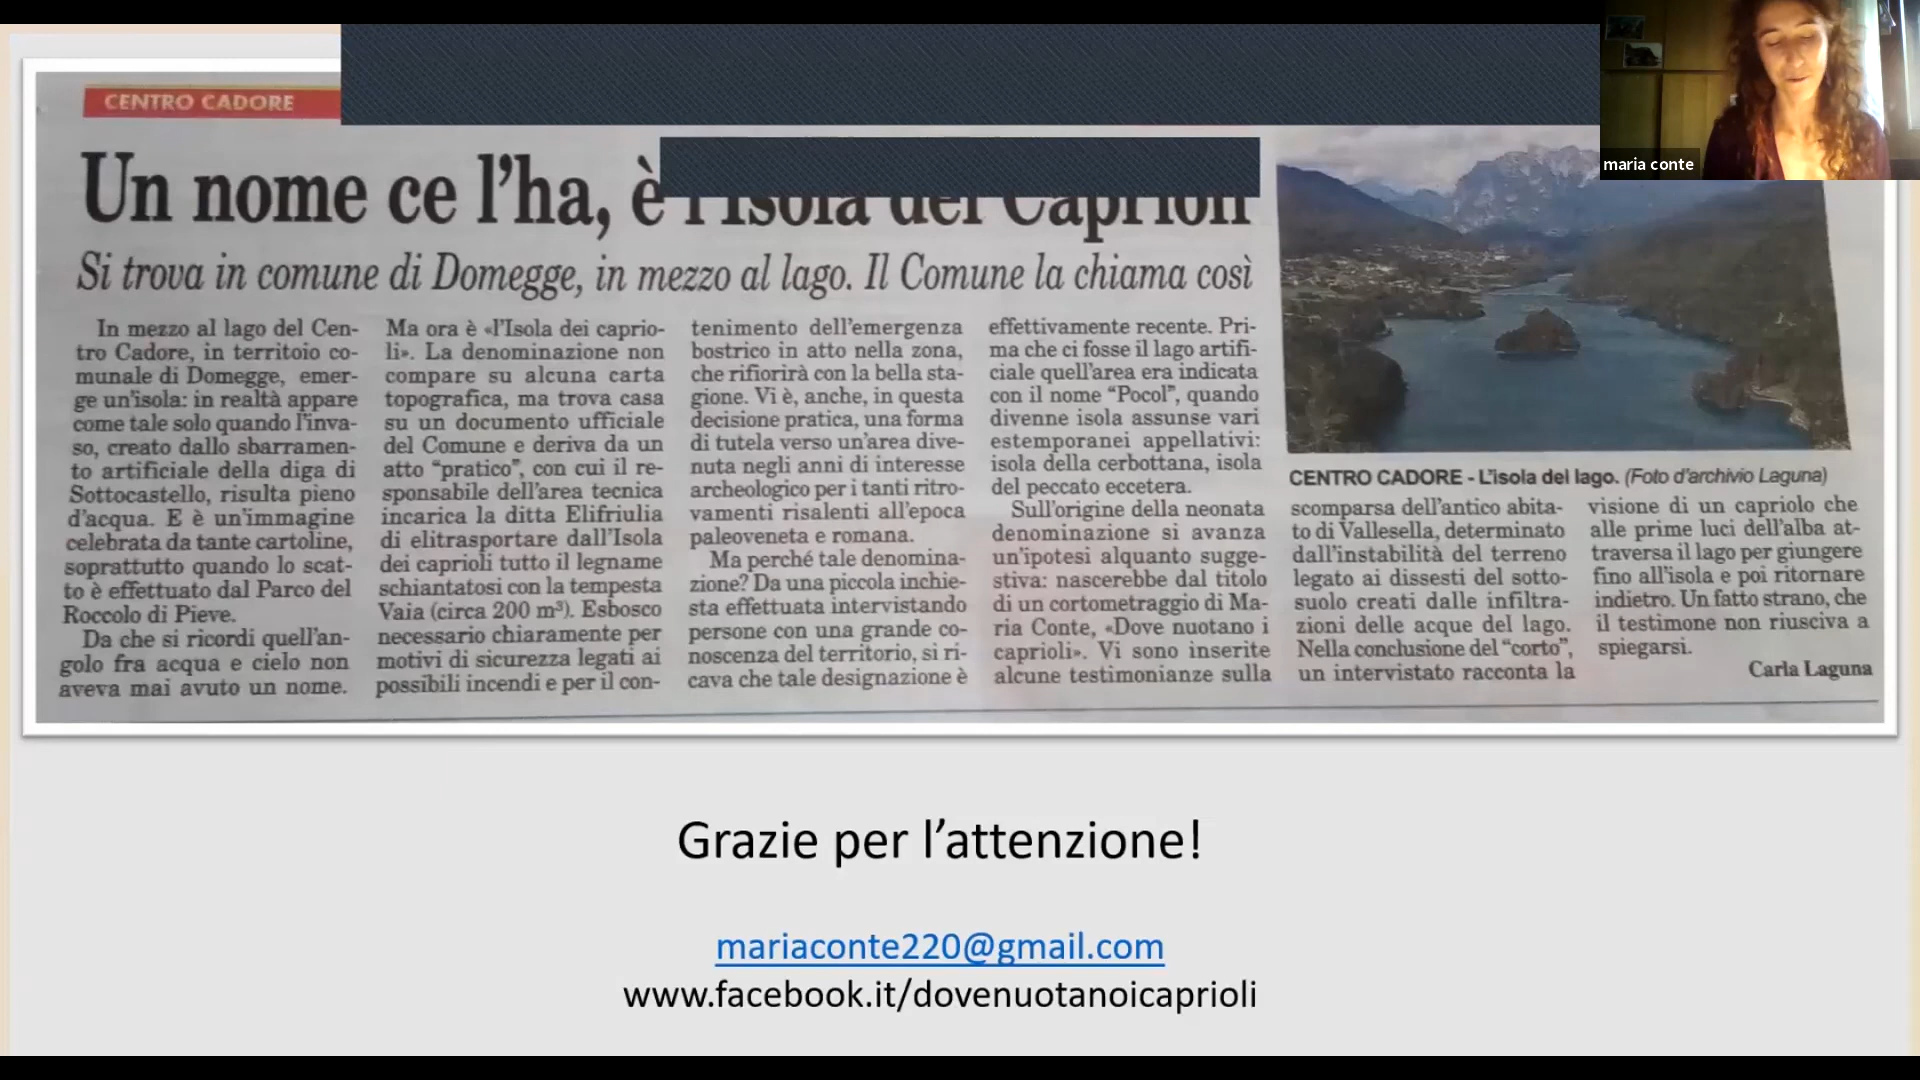 CENTRO CADORE
maria conte
Un nome ce l'ha, è l'Isola dei Caprioli
Si trova in comune di Domegge, in mezzo al lago. Il Comune la chiama così
In mezzo al lago del Cen-
tro Cadore, in territoio co-
munale di Domegge, emer-
ge un'isola: in realtà appare
come tale solo quando l'inva-
so, creato dallo sbarramen-
to artificiale della diga di
Sottocastello, risulta pieno
d'acqua. E è un'immagine
celebrata da tante cartoline,
soprattutto quando lo scat-
to è effettuato dal Parco del
Roccolo di Pieve.
Da che si ricordi quell'an-
golo fra acqua e cielo non
aveva mai avuto un nome.
Ma ora è «l'Isola dei caprio-
li». La denominazione non
compare su alcuna carta
topografica, ma trova casa
su un documento ufficiale
del Comune e deriva da un
atto "pratico", con cui il re-
sponsabile dell'area tecnica
incarica la ditta Elifriulia
di elitrasportare dall'Isola
dei caprioli tutto il legname
schiantatosi con la tempesta
Vaia (circa 200 m³). Esbosco
necessario chiaramente per
motivi di sicurezza legati ai
possibili incendi e per il con-
tenimento dell'emergenza
bostrico in atto nella zona,
che rifiorirà con la bella sta-
gione. Vi è, anche, in questa
decisione pratica, una forma
di tutela verso un'area dive-
nuta negli anni di interesse
archeologico per i tanti ritro-
vamenti risalenti all'epoca
paleoveneta e romana.
Ma perché tale denomina-
zione? Da una piccola inchie-
sta effettuata intervistando
persone con una grande co-
noscenza del territorio, si ri-
cava che tale designazione è
effettivamente recente. Pri-
ma che ci fosse il lago artifi-
ciale quell'area era indicata
con il nome "Pocol", quando
divenne isola assunse vari
estemporanei appellativi:
isola della cerbottana, isola
del peccato eccetera.
Sull'origine della neonata
denominazione si avanza
un'ipotesi alquanto sugge-
stiva: nascerebbe dal titolo
di un cortometraggio di Ma-
ria Conte, «Dove nuotano i
caprioli». Vi sono inserite
alcune testimonianze sulla
CENTRO CADORE - L'isola del lago. (Foto d'archivio Laguna)
scomparsa dell'antico abita-
to di Vallesella, determinato
dall'instabilità del terreno
legato ai dissesti del sotto-
suolo creati dalle infiltra-
zioni delle acque del lago.
Nella conclusione del "corto",
un intervistato racconta la
visione di un capriolo che
alle prime luci dell'alba at-
traversa il lago per giungere
fino all'isola e poi ritornare
indietro. Un fatto strano, che
il testimone non riusciva a
spiegarsi.
Carla Laguna
Grazie per l'attenzione!
mariaconte220@gmail.com
www.facebook.it/dovenuotanoicaprioli